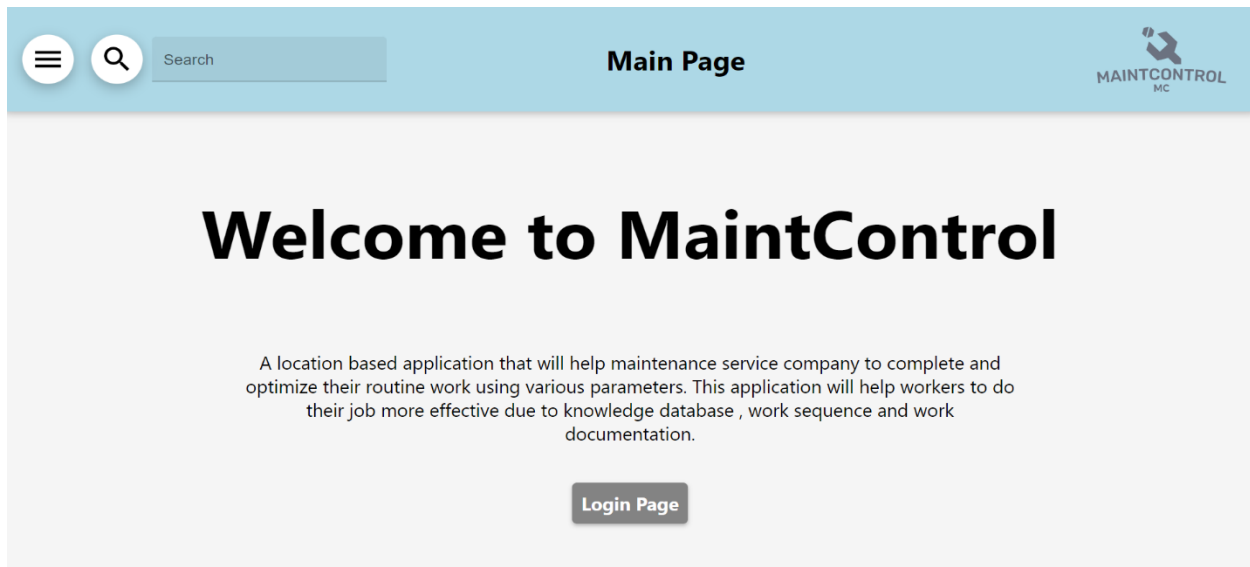 Search
Main Page
MAINTCONTROL
MC
Welcome to MaintControl
A location based application that will help maintenance service company to complete and
optimize their routine work using various parameters. This application will help workers to do
their job more effective due to knowledge database , work sequence and work
documentation.
Login Page